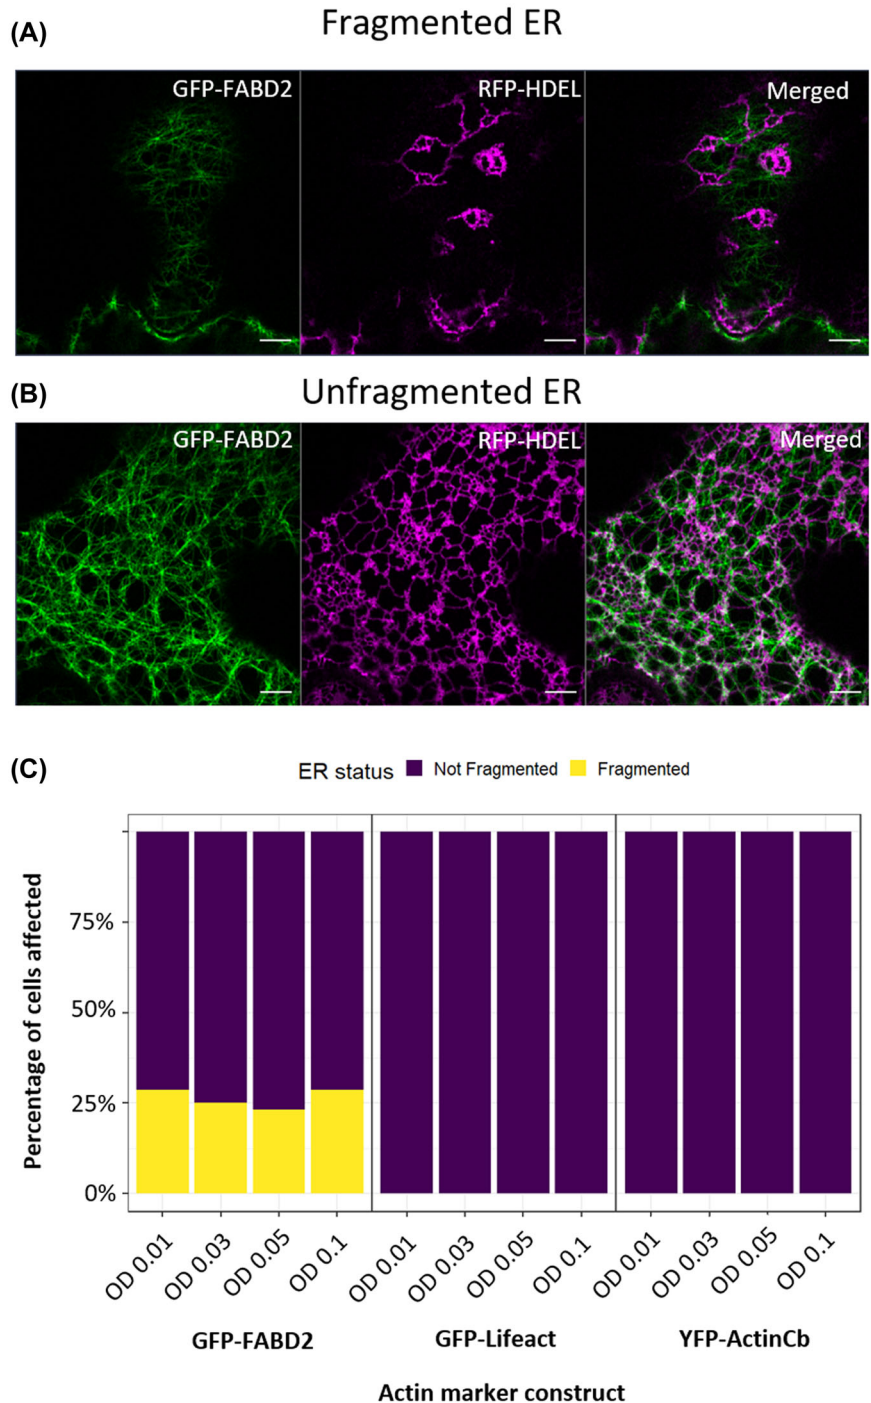 (A)
Fragmented ER
GFP-FABD2
RFP-HDEL
Merged
(B)
Unfragmented ER
GFP-FABD2
RFP-HDEL
Merged
(C)
ER status Not Fragmented Fragmented
Percentage of cells affected
75%
50%
25%
0%
OD 0.01 OD 0.03 OD 0.05 OD 0.1 OD 0.01 OD 0.03 OD 0.05 OD 0.1 OD 0.01 OD 0.03 OD 0.05 OD 0.1
GFP-FABD2 GFP-Lifeact YFP-ActinCb
Actin marker construct